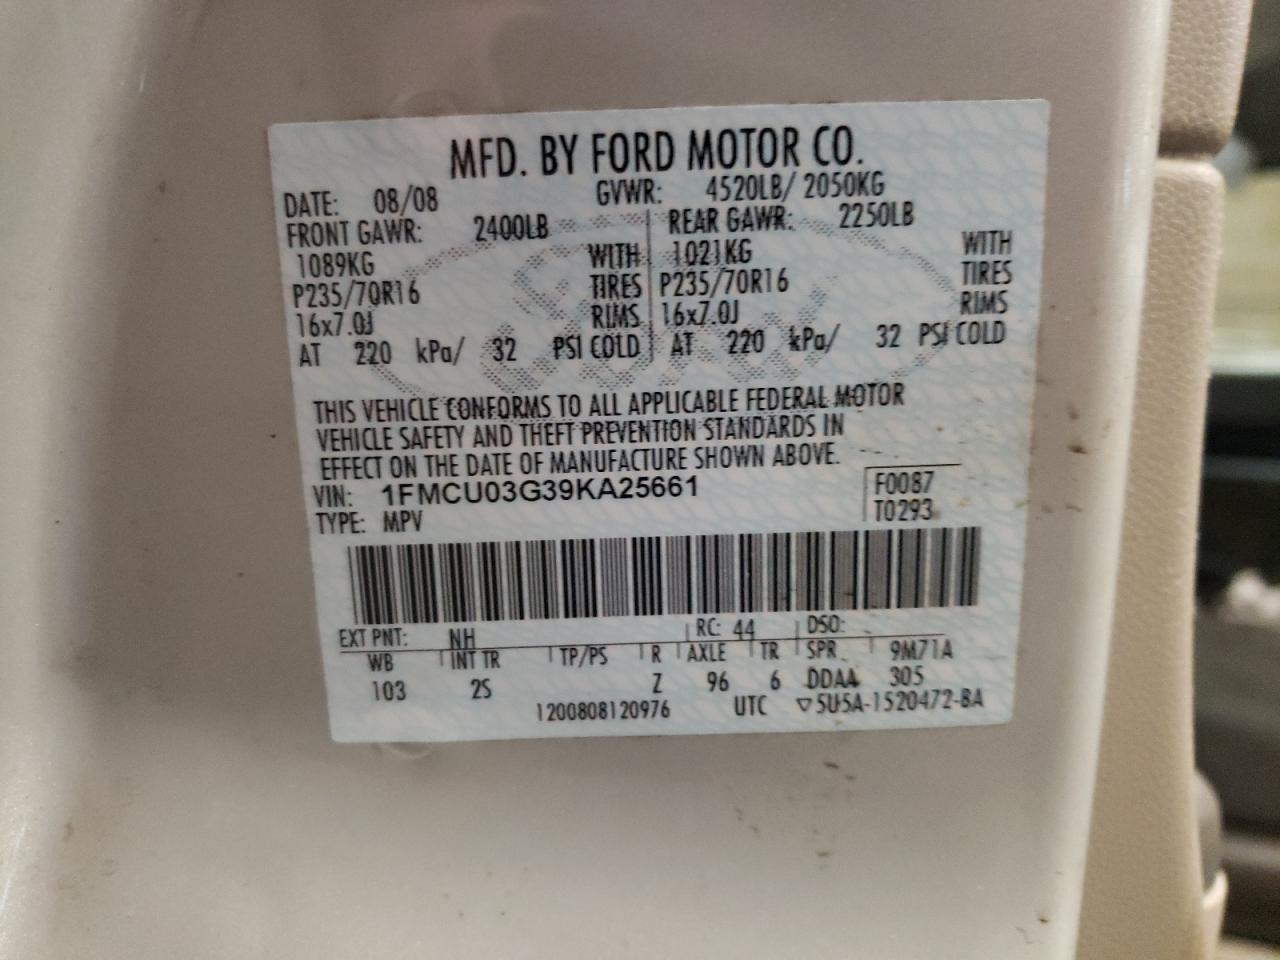 MFD. BY FORD MOTOR CO.
DATE: 08/08 GVWR: 4520LB/ 2050KG
FRONT GAWR: 2400LB REAR GAWR: 2250LB
1089KG WITH 1021KG WITH
P235/70R16 TIRES P235/70R16 TIRES
16x7.0J RIMS 16x7.0J RIMS
AT 220 kPa/ 32 PSI COLD AT 220 kPa/ 32 PSI COLD
THIS VEHICLE CONFORMS TO ALL APPLICABLE FEDERAL MOTOR
VEHICLE SAFETY AND THEFT PREVENTION STANDARDS IN
EFFECT ON THE DATE OF MANUFACTURE SHOWN ABOVE.
VIN: 1FMCU03G39KA25661 F0087
TYPE: MPV T0293
EXT PNT: NH RC: 44 DSO:
WB INT TR TP/PS R AXLE TR SPR 9M71A
103 2S Z 96 6 DDAA 305
1200808120976 UTC ▽5U5A-1520472-BA